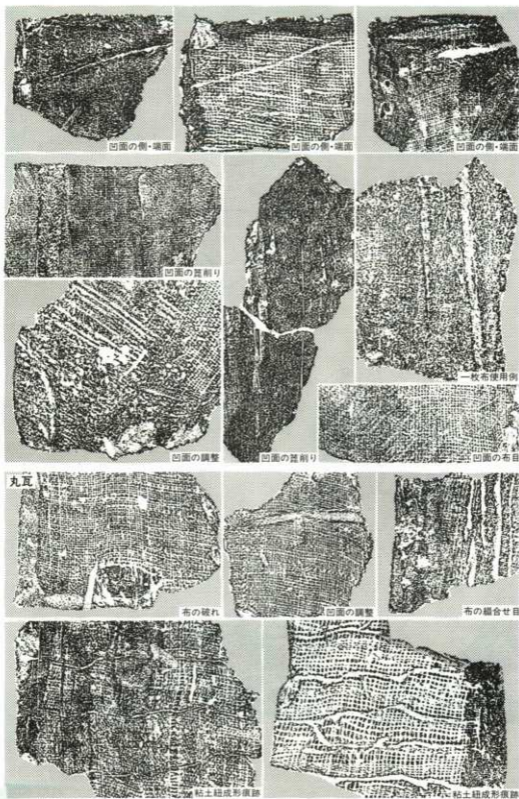 凹面の側・端面
凹面の側・端面
凹面の側・端面
凹面の箆削り
一枚布使用例
凹面の調整
凹面の箆削り
凹面の布目
丸瓦
布の破れ
凹面の調整
布の縫合せ目
粘土紐成形痕跡
粘土紐成形痕跡